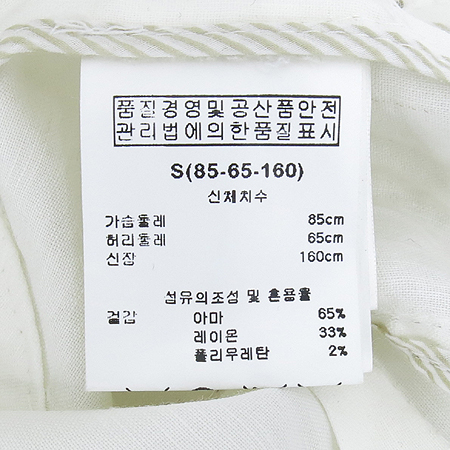 품질경영및공산품안전
관리법에의한품질표시
S(85-65-160)
신체치수
가슴둘레 85cm
허리둘레 65cm
신장 160cm
섬유의조성 및 혼용률
겉감 아마 65%
레이온 33%
폴리우레탄 2%